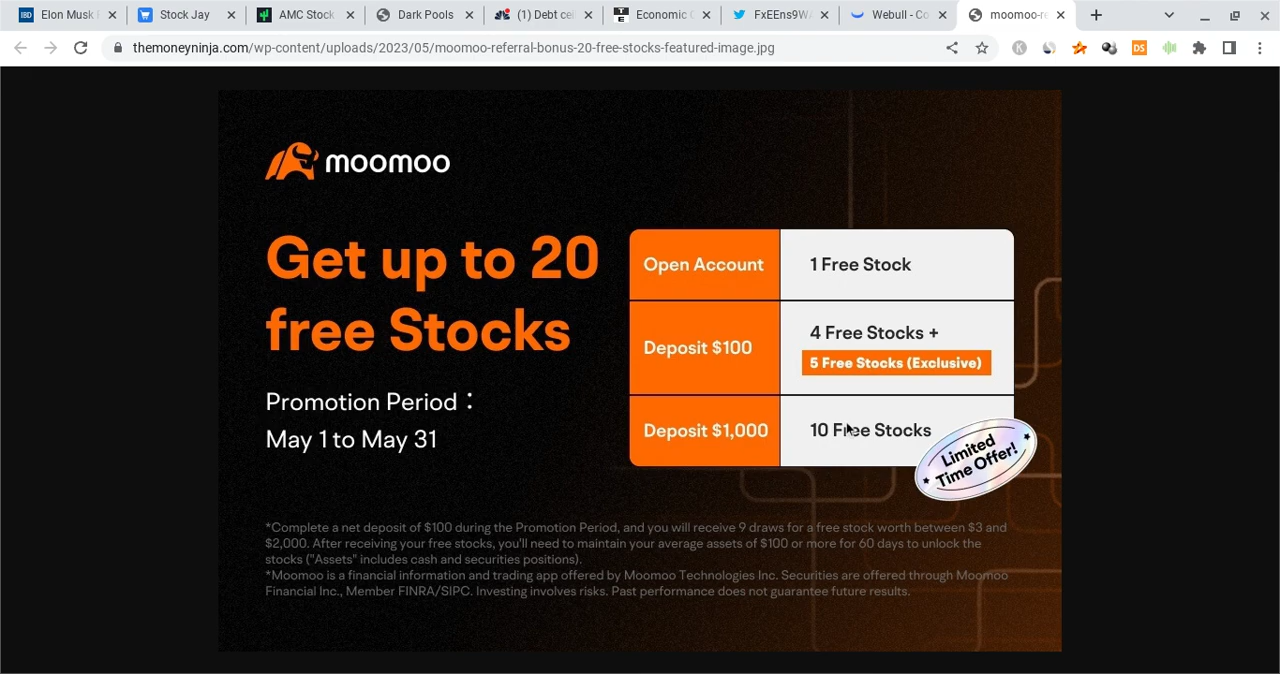 Elon Musk
Stock Jay
AMC Stock
Dark Pools
(1) Debt cei
Economic C
FxEEns9W
Webull - Co
moomoo-re
themoneyninja.com/wp-content/uploads/2023/05/moomoo-referral-bonus-20-free-stocks-featured-image.jpg
moomoo
Get up to 20
free Stocks
Promotion Period：
May 1 to May 31
Open Account
1 Free Stock
Deposit $100
4 Free Stocks +
5 Free Stocks (Exclusive)
Deposit $1,000
10 Free Stocks
Limited
Time Offer!
*Complete a net deposit of $100 during the Promotion Period, and you will receive 9 draws for a free stock worth between $3 and
$2,000. After receiving your free stocks, you'll need to maintain your average assets of $100 or more for 60 days to unlock the
stocks ("Assets" includes cash and securities positions).
*Moomoo is a financial information and trading app offered by Moomoo Technologies Inc. Securities are offered through Moomoo
Financial Inc., Member FINRA/SIPC. Investing involves risks. Past performance does not guarantee future results.